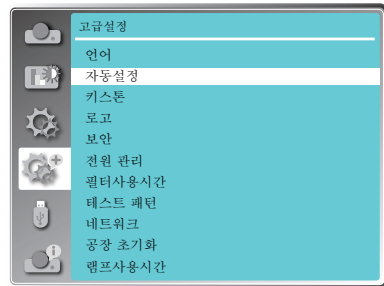 고급설정
언어
자동설정
키스톤
로고
보안
전원 관리
필터사용시간
테스트 패턴
네트워크
공장 초기화
램프사용시간